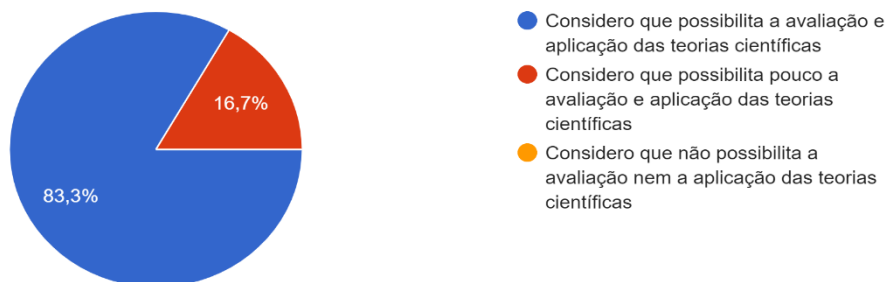 16,7%
83,3%
Considero que possibilita a avaliação e
aplicação das teorias científicas
Considero que possibilita pouco a
avaliação e aplicação das teorias
científicas
Considero que não possibilita a
avaliação nem a aplicação das teorias
científicas